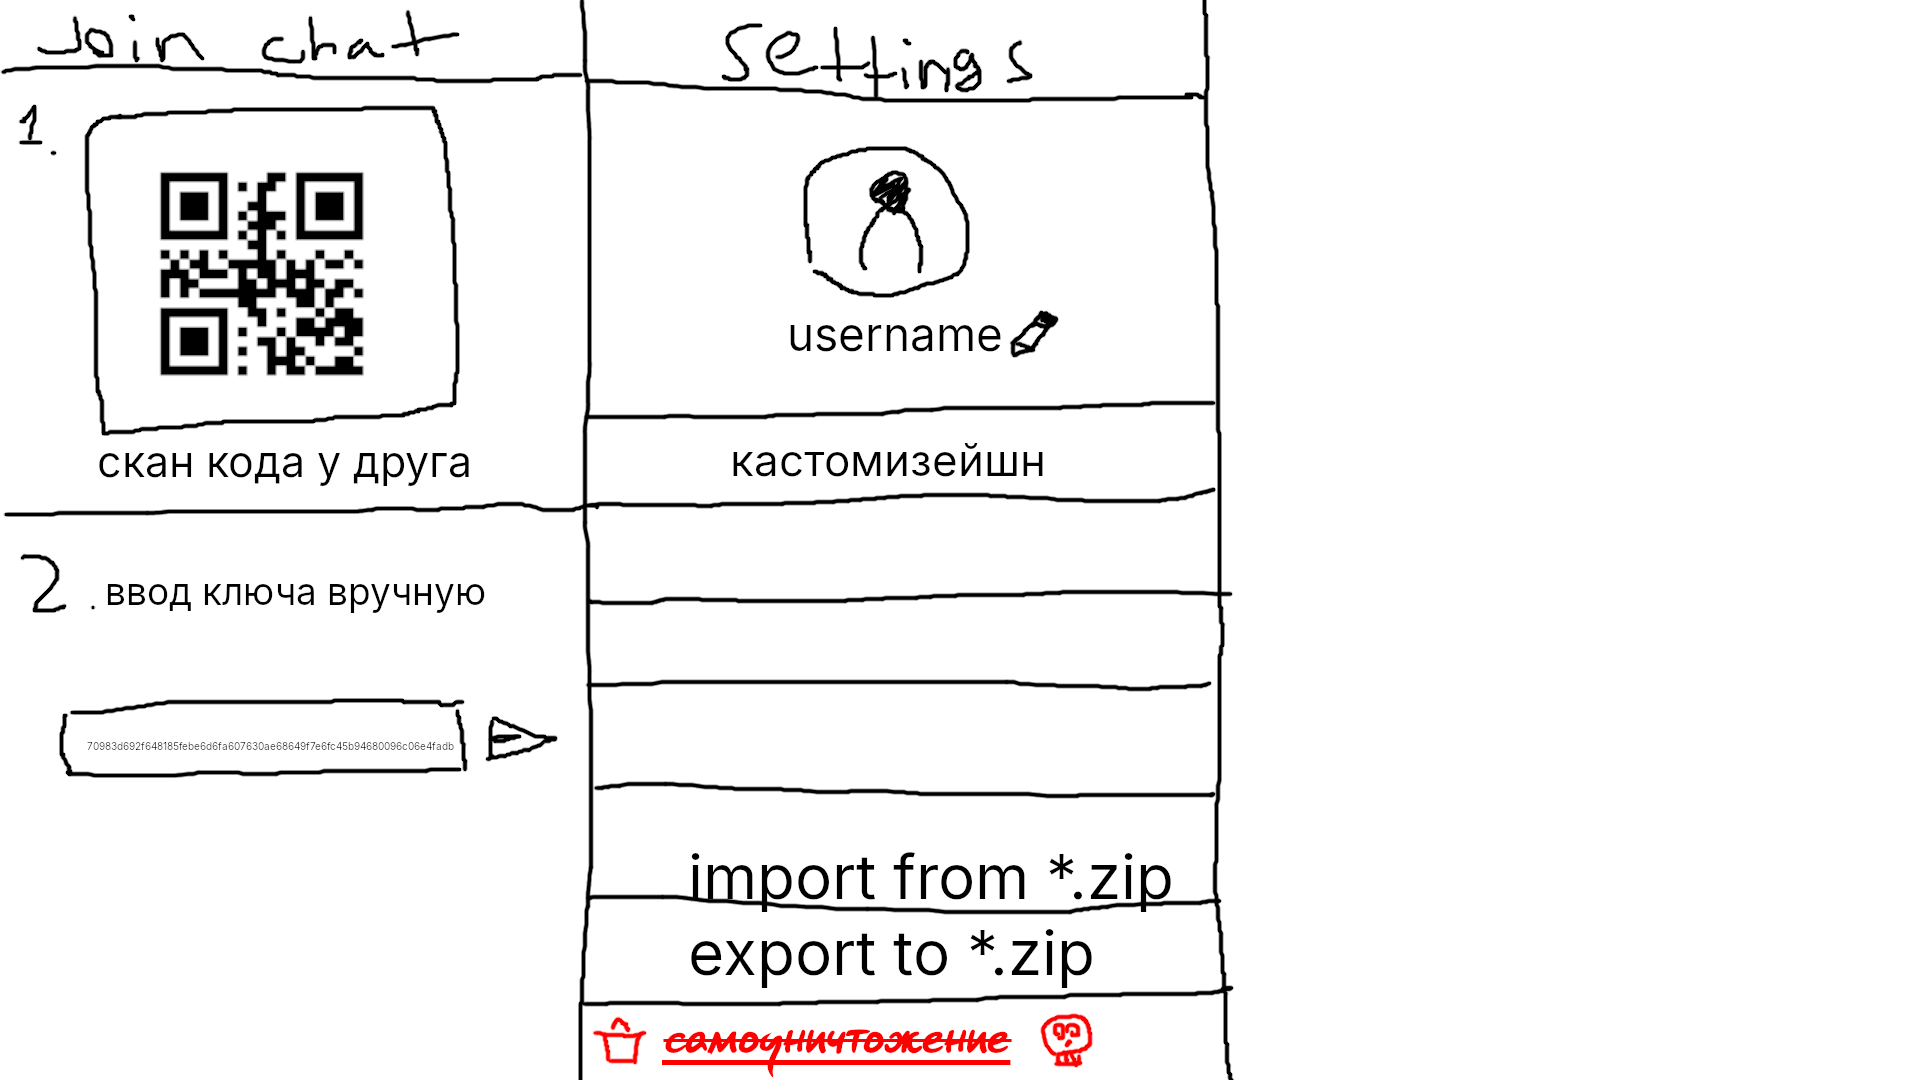 Join chat
1.
скан кода у друга
2. ввод ключа вручную
70983d692f648185febe6d6fa607630ae68649f7e6fc45b94680096c06e4fadb
Settings
username
кастомизейшн
import from *.zip
export to *.zip
самоуничтожение